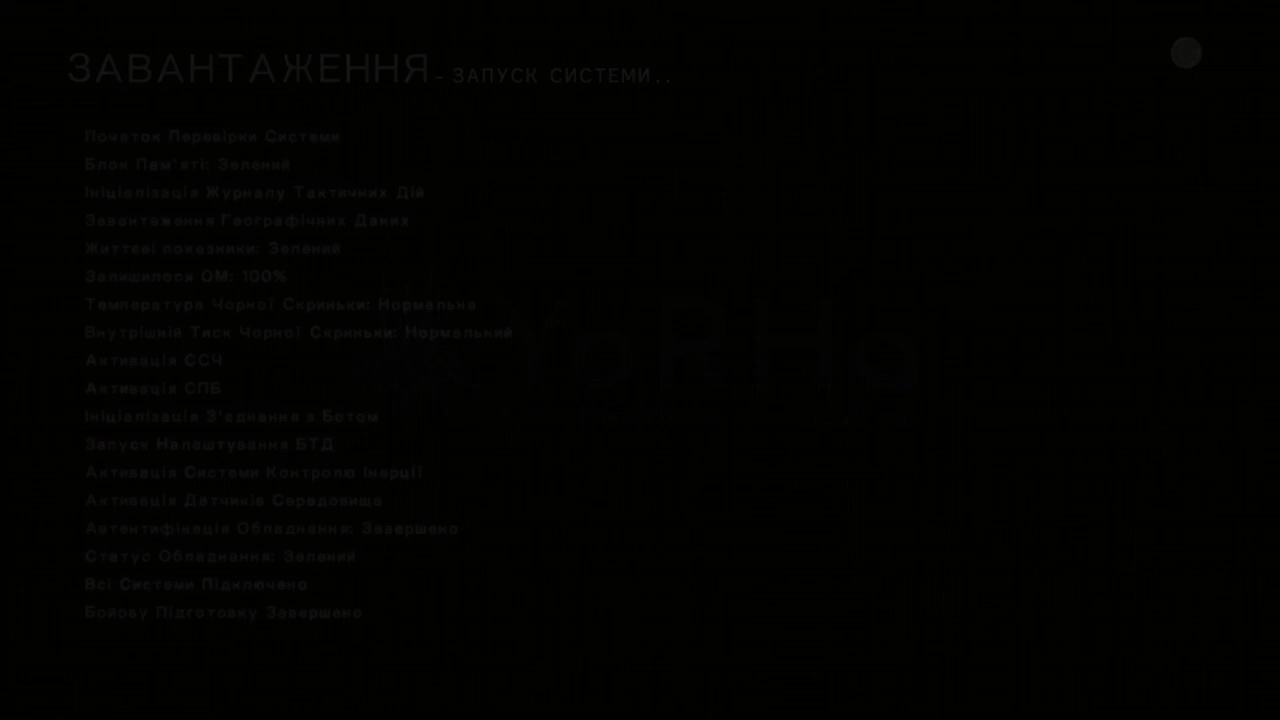 ЗАВАНТАЖЕННЯ - ЗАПУСК СИСТЕМИ..
Початок Перевірки Системи
Блок Пам'яті: Зелений
Ініціалізація Журналу Тактичних Дій
Завантаження Географічних Даних
Життєві показники: Зелений
Залишилося ОМ: 100%
Температура Чорної Скриньки: Нормальна
Внутрішній Тиск Чорної Скриньки: Нормальний
Активація ССЧ
Активація СПБ
Ініціалізація З'єднання з Ботом
Запуск Налаштування БТД
Активація Системи Контролю Інерції
Активація Датчиків Середовища
Автентифікація Обладнання: Завершено
Статус Обладнання: Зелений
Всі Системи Підключено
Бойову Підготовку Завершено
YoRHa